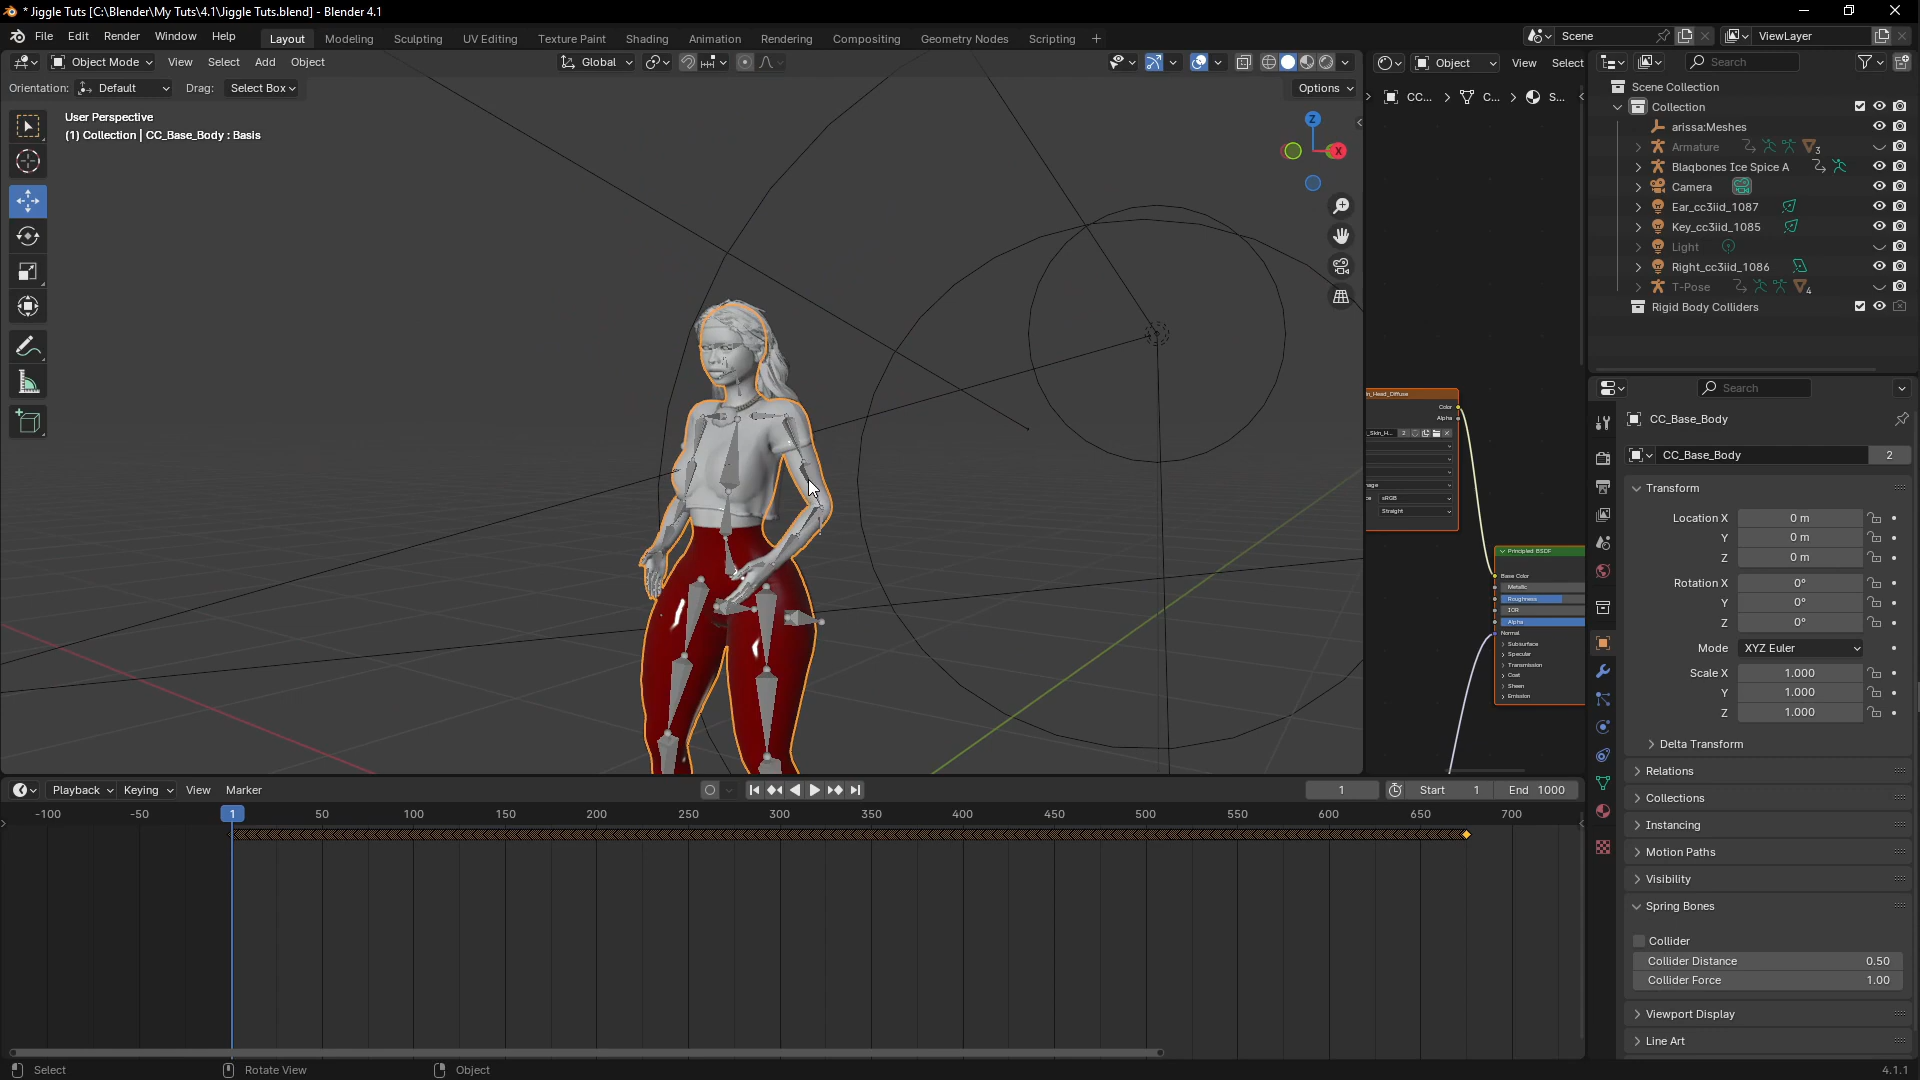 * Jiggle Tuts [C:\Blender\My Tuts\4.1\Jiggle Tuts.blend] - Blender 4.1
File Edit Render Window Help
Layout Modeling Sculpting UV Editing Texture Paint Shading Animation Rendering Compositing Geometry Nodes Scripting +
Scene
ViewLayer
Object Mode View Select Add Object
Global
Object View Select
Search
Orientation: Default Drag: Select Box
Options
User Perspective
(1) Collection | CC_Base_Body : Basis
Z
X
CC... > C... > S...
Scene Collection
Collection
arissa:Meshes
Armature 3
Blaqbones Ice Spice A
Camera
Ear_cc3iid_1087
Key_cc3iid_1085
Light
Right_cc3iid_1086
T-Pose 4
Rigid Body Colliders
n_Head_Diffuse
Color
Alpha
_Skin_H... 2
sRGB
Straight
Principled BSDF
Base Color
Metallic
Roughness
IOR
Alpha
Normal
Subsurface
Specular
Transmission
Coat
Sheen
Emission
Search
CC_Base_Body
CC_Base_Body 2
Transform
Location X 0 m
Y 0 m
Z 0 m
Rotation X 0°
Y 0°
Z 0°
Mode XYZ Euler
Scale X 1.000
Y 1.000
Z 1.000
Delta Transform
Relations
Collections
Instancing
Motion Paths
Visibility
Spring Bones
Collider
Collider Distance 0.50
Collider Force 1.00
Viewport Display
Line Art
Playback Keying View Marker
1 Start 1 End 1000
-100 -50 1 50 100 150 200 250 300 350 400 450 500 550 600 650 700
Select Rotate View Object
4.1.1